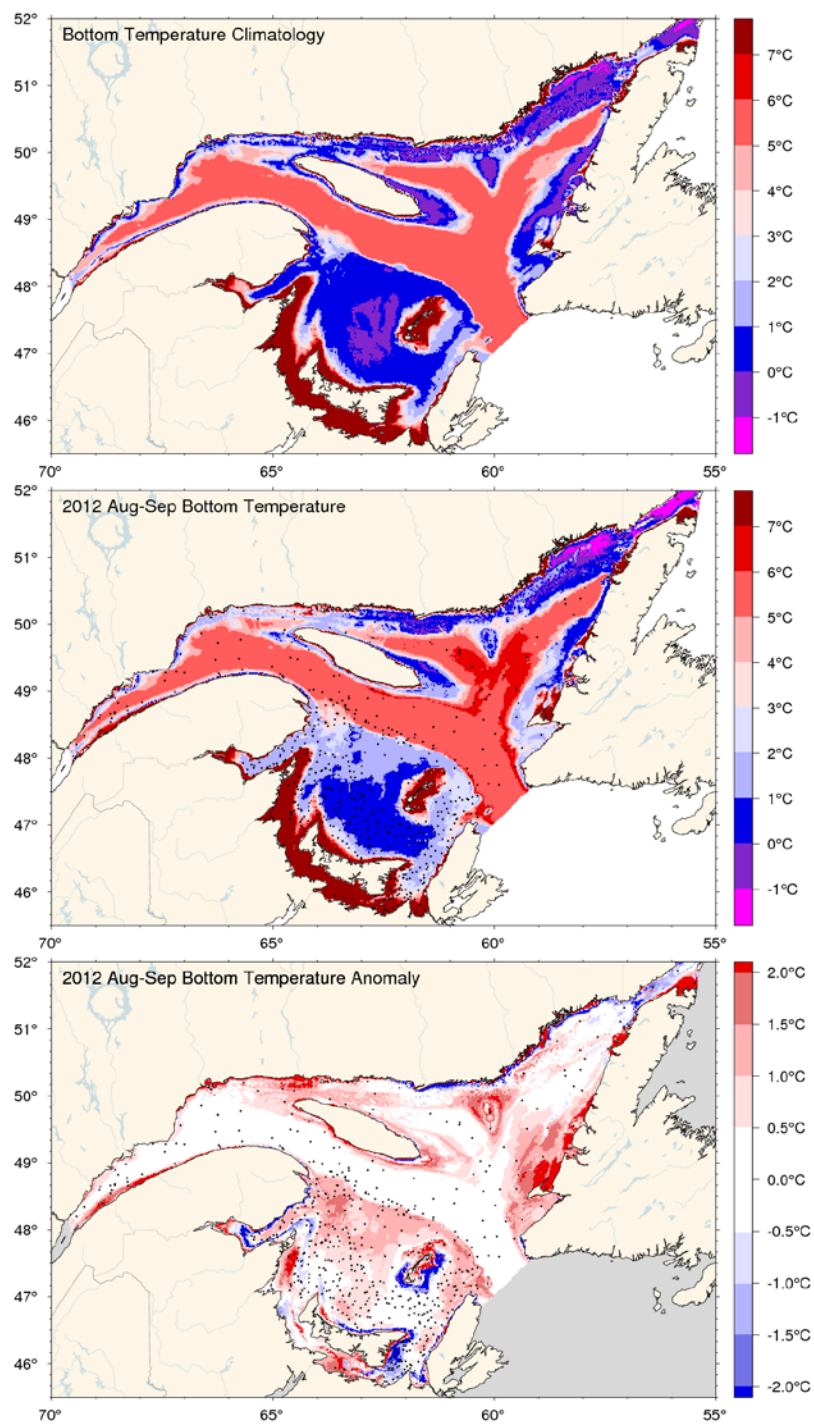 52°
Bottom Temperature Climatology
7°C
51°
6°C
5°C
50°
4°C
49°
3°C
2°C
48°
1°C
47°
0°C
46°
-1°C
70°
65°
60°
55°
52°
2012 Aug-Sep Bottom Temperature
7°C
51°
6°C
5°C
50°
4°C
49°
3°C
2°C
48°
1°C
47°
0°C
46°
-1°C
70°
65°
60°
55°
52°
2012 Aug-Sep Bottom Temperature Anomaly
2.0°C
51°
1.5°C
1.0°C
50°
0.5°C
49°
0.0°C
48°
-0.5°C
-1.0°C
47°
-1.5°C
46°
-2.0°C
70°
65°
60°
55°